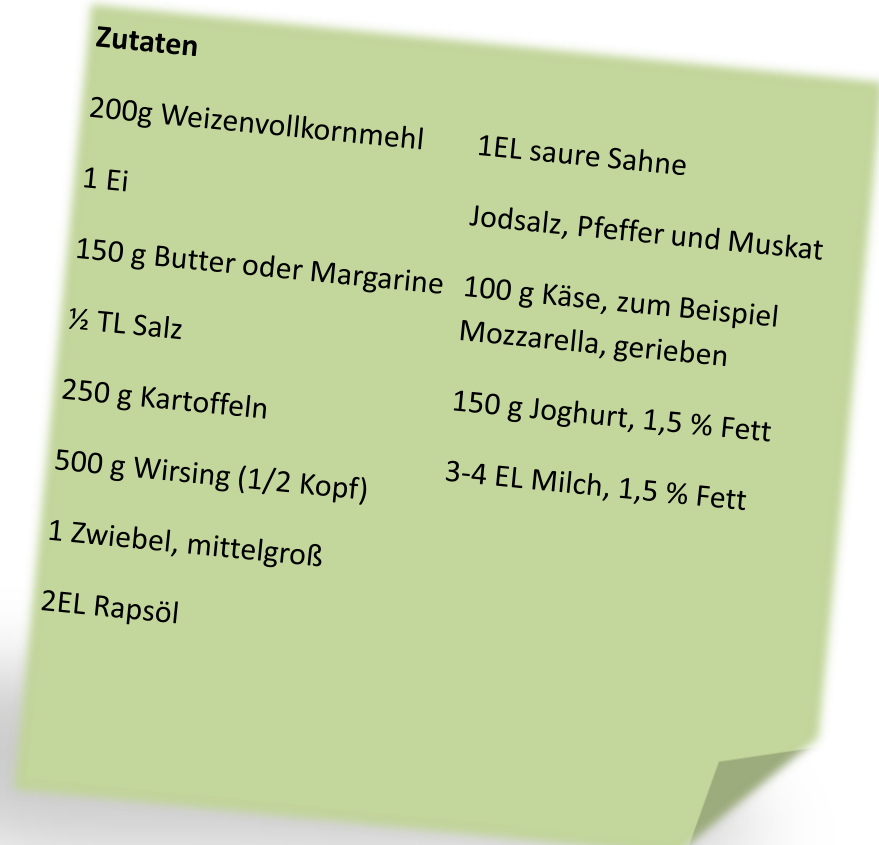 Zutaten
200g Weizenvollkornmehl
1 Ei
150 g Butter oder Margarine
½ TL Salz
250 g Kartoffeln
500 g Wirsing (1/2 Kopf)
1 Zwiebel, mittelgroß
2EL Rapsöl
1EL saure Sahne
Jodsalz, Pfeffer und Muskat
100 g Käse, zum Beispiel
Mozzarella, gerieben
150 g Joghurt, 1,5 % Fett
3-4 EL Milch, 1,5 % Fett